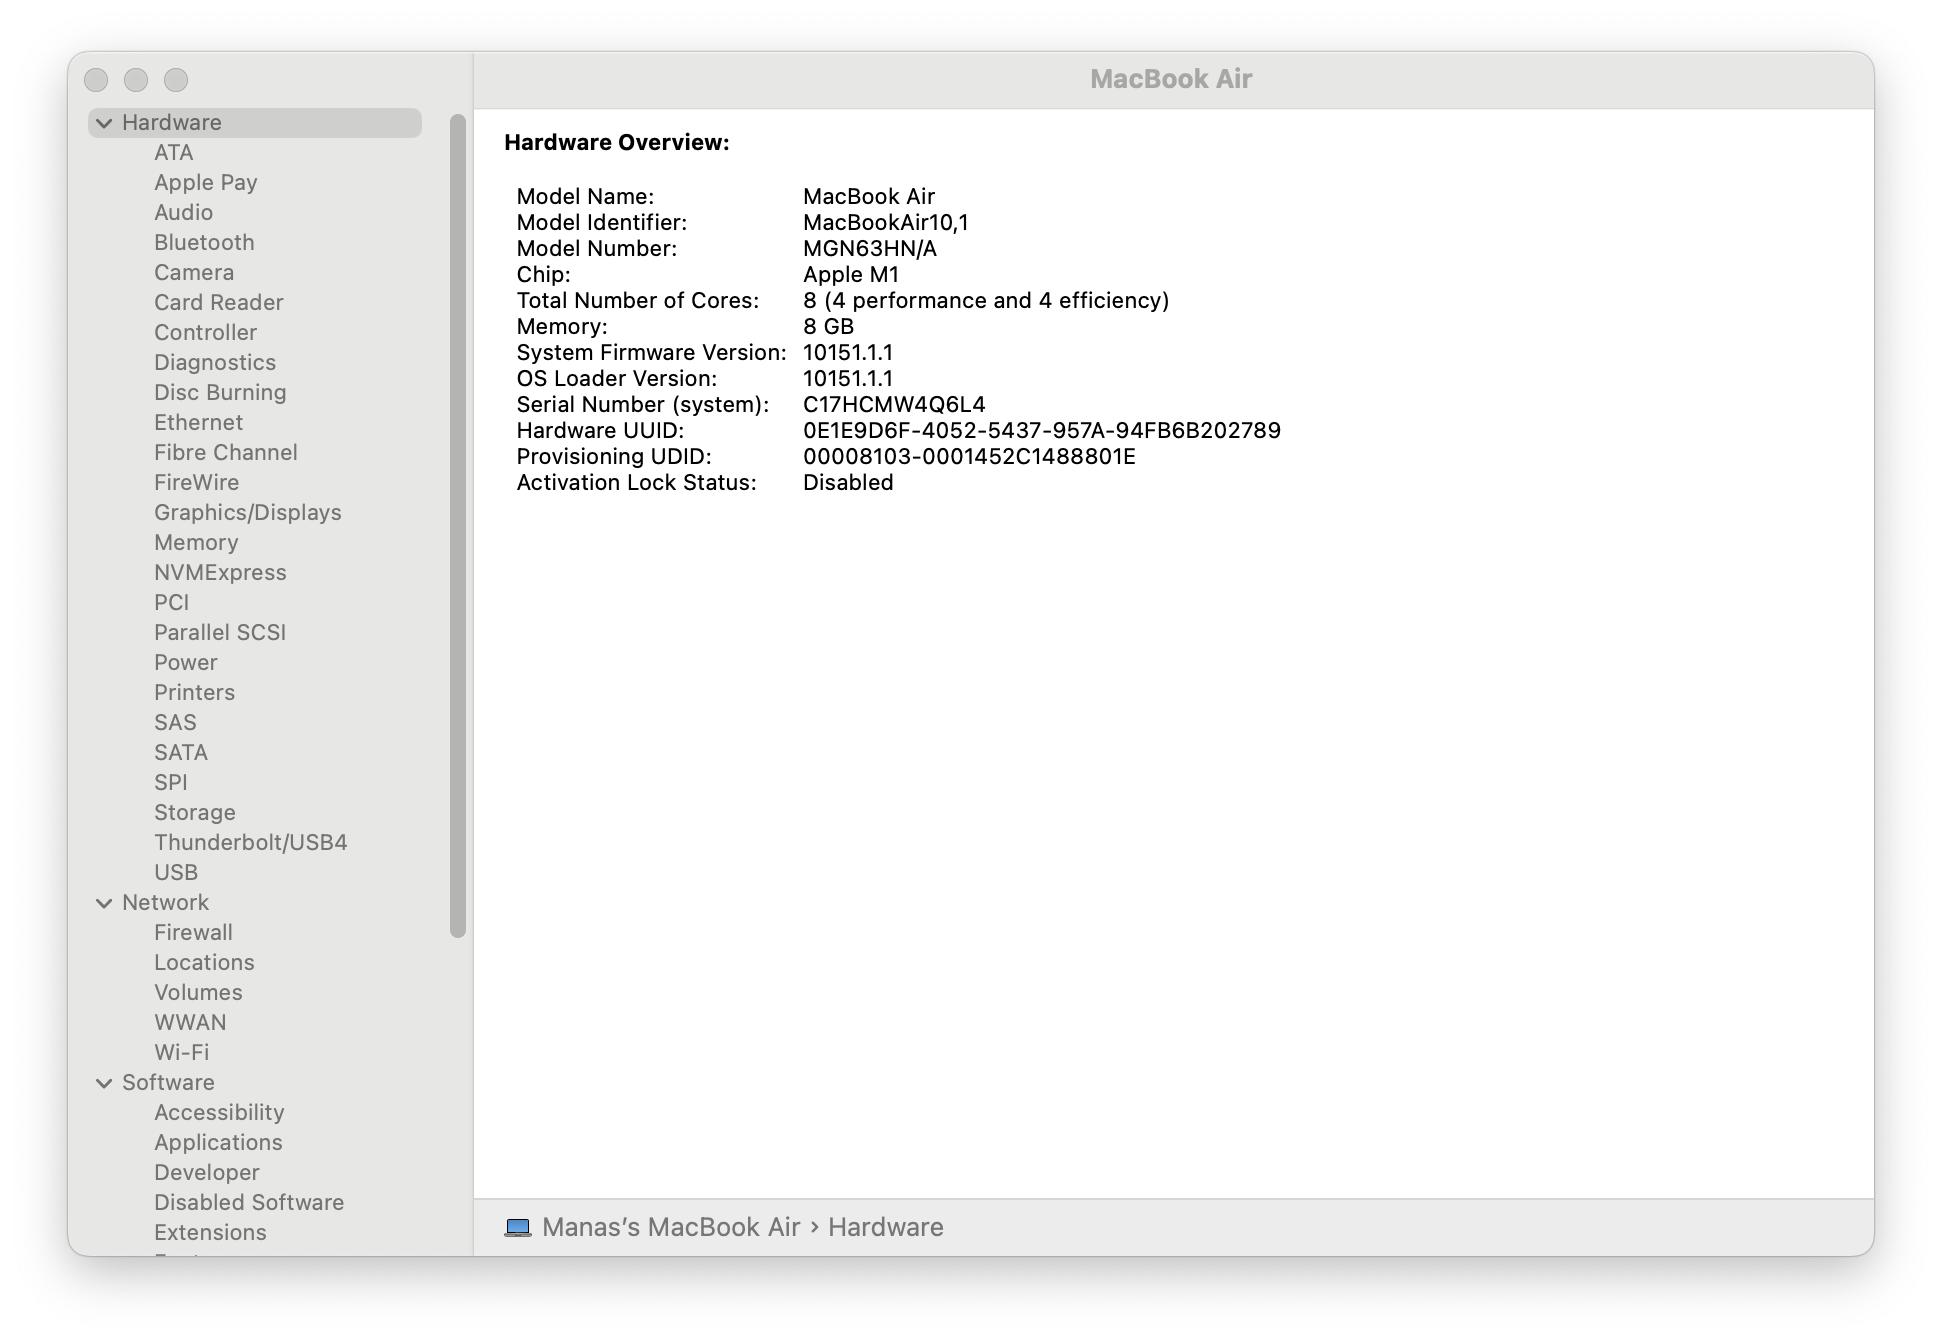 MacBook Air
Hardware
ATA
Apple Pay
Audio
Bluetooth
Camera
Card Reader
Controller
Diagnostics
Disc Burning
Ethernet
Fibre Channel
FireWire
Graphics/Displays
Memory
NVMExpress
PCI
Parallel SCSI
Power
Printers
SAS
SATA
SPI
Storage
Thunderbolt/USB4
USB
Network
Firewall
Locations
Volumes
WWAN
Wi-Fi
Software
Accessibility
Applications
Developer
Disabled Software
Extensions
Hardware Overview:
Model Name: MacBook Air
Model Identifier: MacBookAir10,1
Model Number: MGN63HN/A
Chip: Apple M1
Total Number of Cores: 8 (4 performance and 4 efficiency)
Memory: 8 GB
System Firmware Version: 10151.1.1
OS Loader Version: 10151.1.1
Serial Number (system): C17HCMW4Q6L4
Hardware UUID: 0E1E9D6F-4052-5437-957A-94FB6B202789
Provisioning UDID: 00008103-0001452C1488801E
Activation Lock Status: Disabled
Manas’s MacBook Air › Hardware